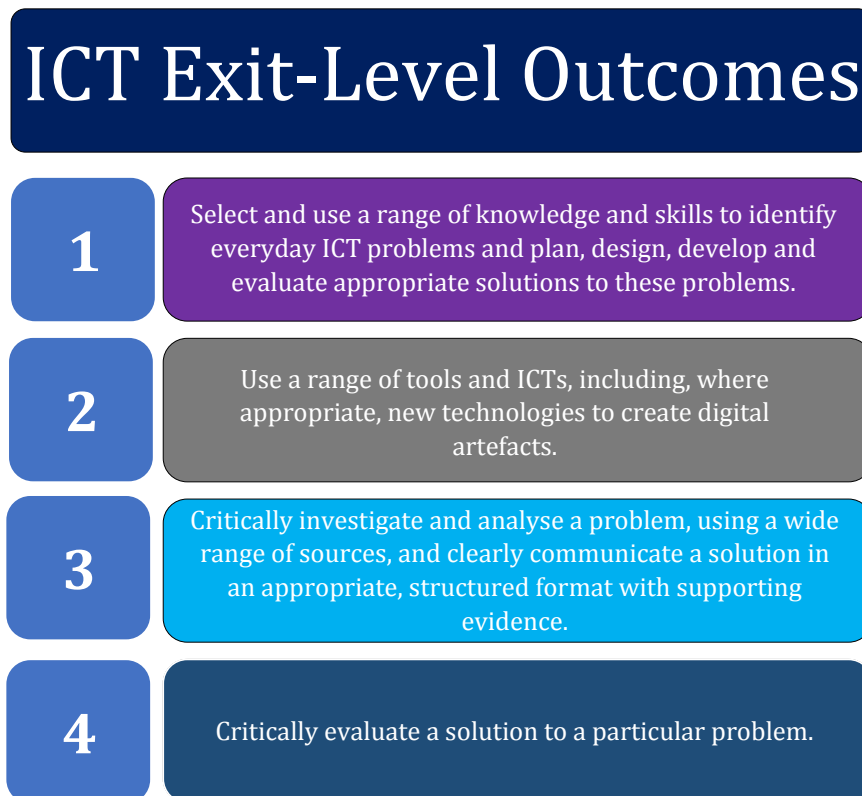 ICT Exit-Level Outcomes
1
Select and use a range of knowledge and skills to identify
everyday ICT problems and plan, design, develop and
evaluate appropriate solutions to these problems.
2
Use a range of tools and ICTs, including, where
appropriate, new technologies to create digital
artefacts.
3
Critically investigate and analyse a problem, using a wide
range of sources, and clearly communicate a solution in
an appropriate, structured format with supporting
evidence.
4
Critically evaluate a solution to a particular problem.